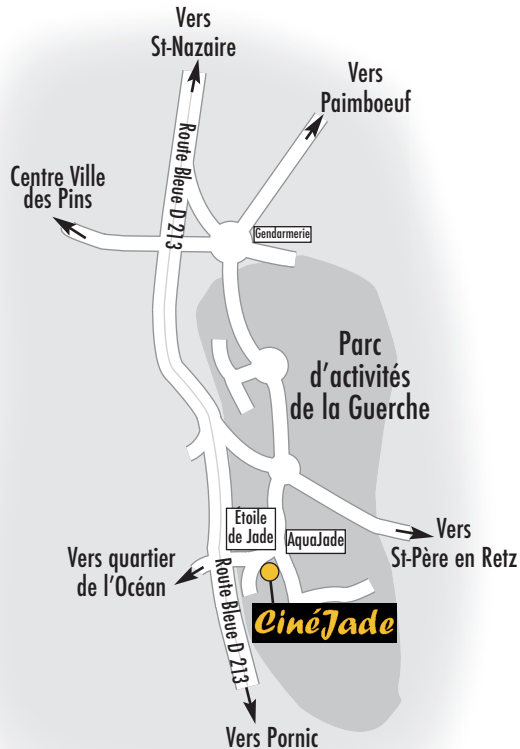 Vers
St-Nazaire
Vers
Paimboeuf
Route Bleue D 213
Centre Ville
des Pins
Gendarmerie
Parc
d'activités
de la Guerche
Étoile
de Jade
AquaJade
Vers
St-Père en Retz
Vers quartier
de l'Océan
Route Bleue D 213
CinéJade
Vers Pornic